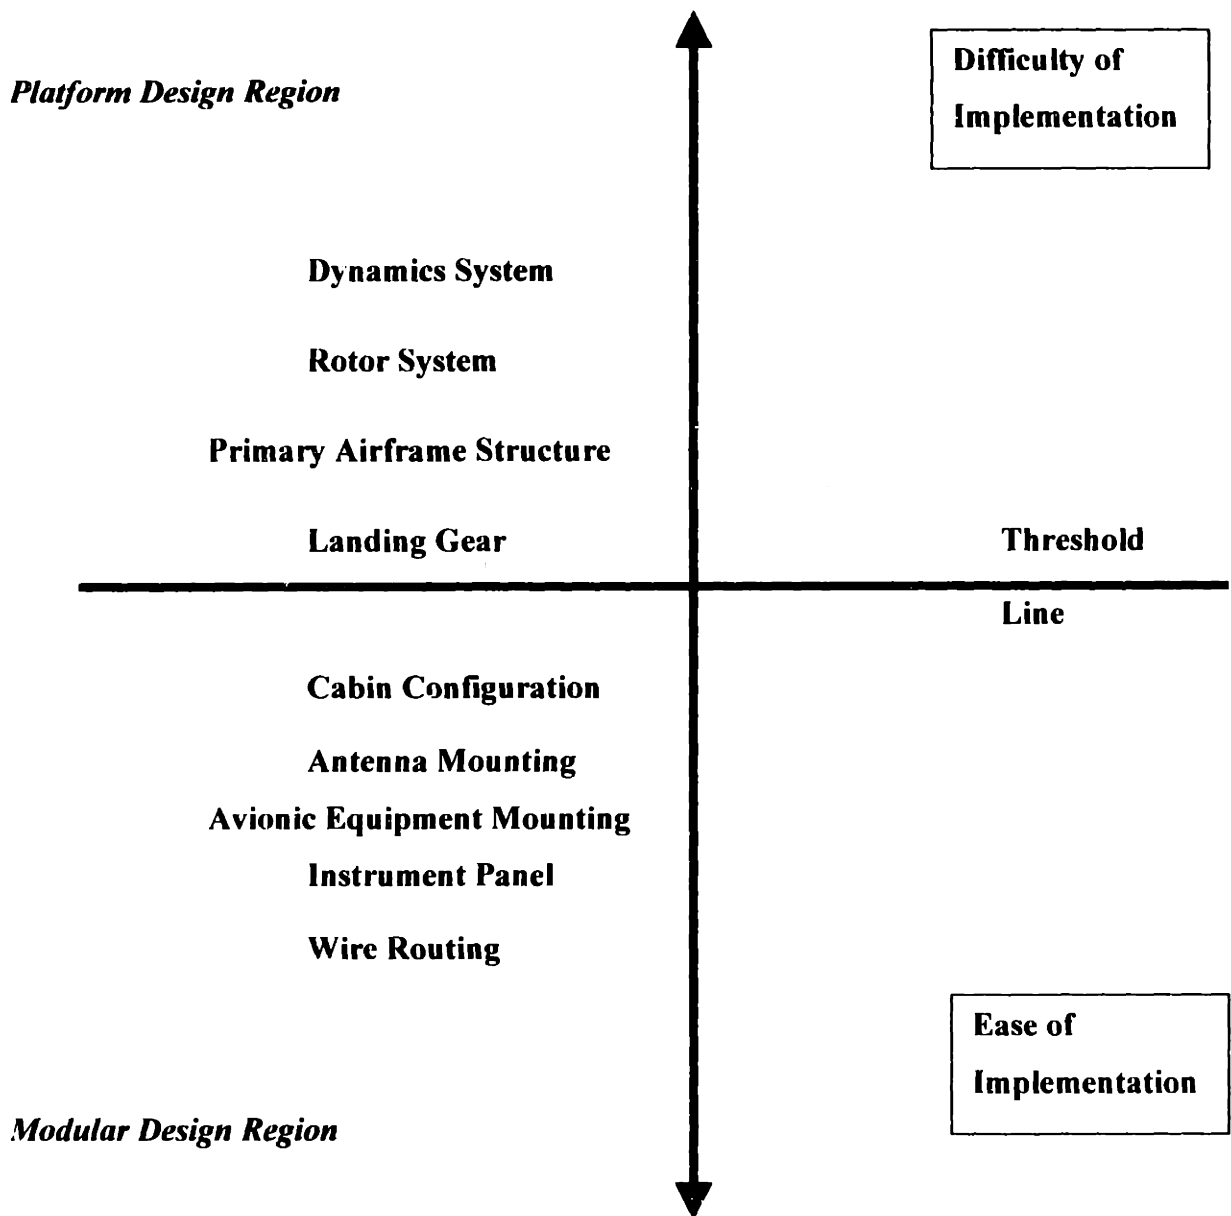 Platform Design Region
Difficulty of
Implementation
Dynamics System
Rotor System
Primary Airframe Structure
Landing Gear
Threshold
Line
Cabin Configuration
Antenna Mounting
Avionic Equipment Mounting
Instrument Panel
Wire Routing
Ease of
Implementation
Modular Design Region